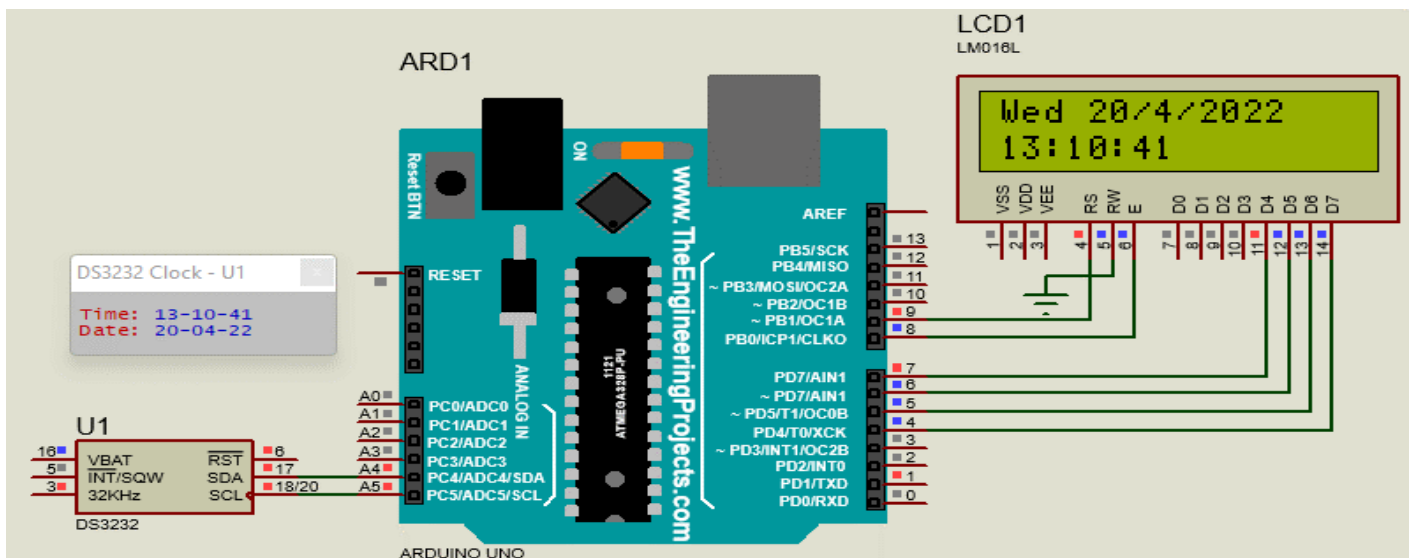 LCD1
LM016L
ARD1
Wed 20/4/2022
13:10:41
VSS
VDD
VEE
RS
RW
E
D0
D1
D2
D3
D4
D5
D6
D7
1
2
3
4
5
6
7
8
9
10
11
12
13
14
Reset BTN
ON
www.TheEngineeringProjects.com
AREF
PB5/SCK 13
PB4/MISO 12
~ PB3/MOSI/OC2A 11
~ PB2/OC1B 10
~ PB1/OC1A 9
PB0/ICP1/CLKO 8
PD7/AIN1 7
~ PD7/AIN1 6
~ PD5/T1/OC0B 5
PD4/T0/XCK 4
~ PD3/INT1/OC2B 3
PD2/INT0 2
PD1/TXD 1
PD0/RXD 0
RESET
DS3232 Clock - U1
x
Time: 13-10-41
Date: 20-04-22
ANALOG IN
1121
ATMEGA328P-PU
A0 PC0/ADC0
A1 PC1/ADC1
A2 PC2/ADC2
A3 PC3/ADC3
A4 PC4/ADC4/SDA
A5 PC5/ADC5/SCL
U1
16 VBAT
5 INT/SQW
3 32KHz
RST 6
SDA 17
SCL 18/20
DS3232
ARDUINO UNO